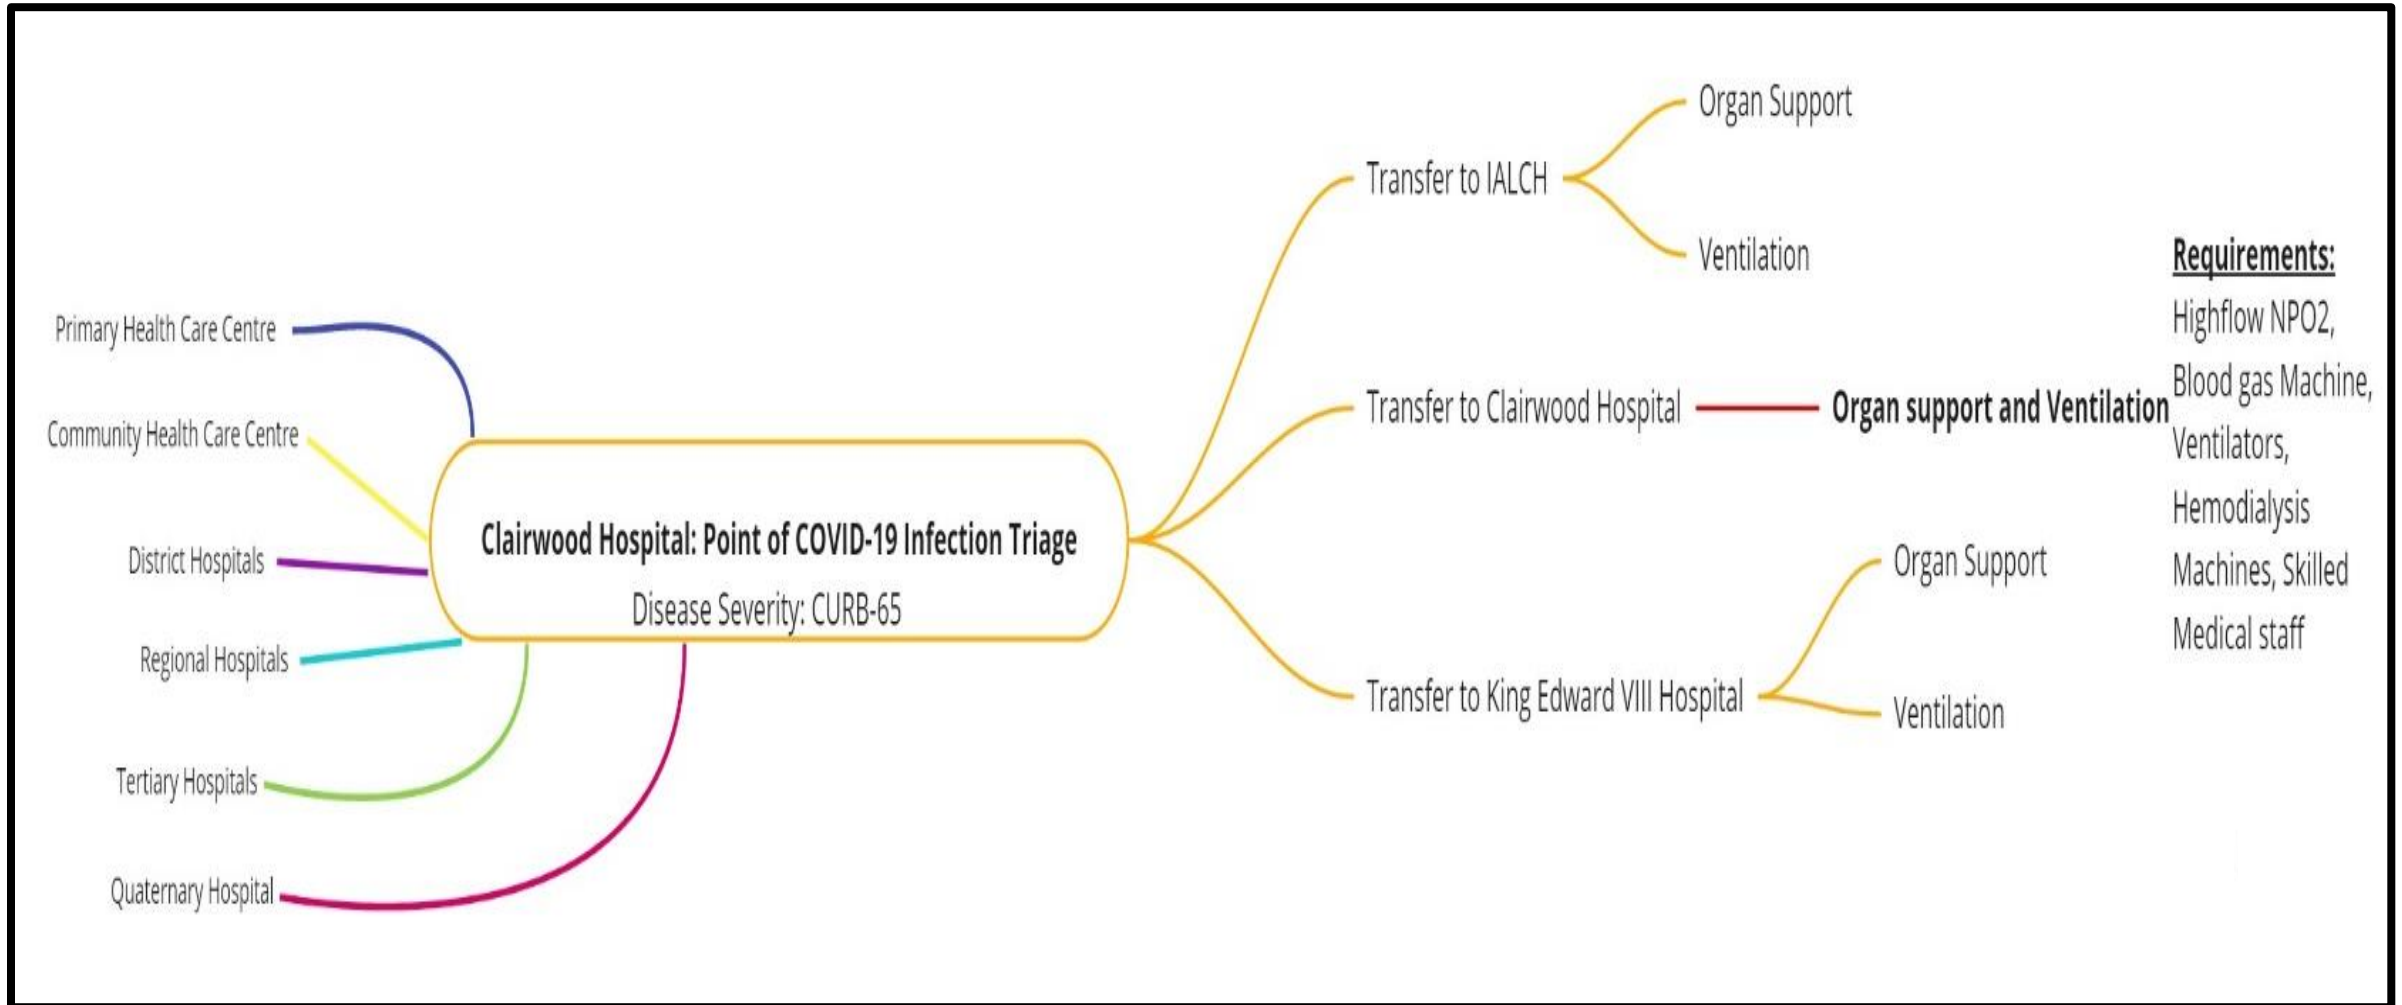 Primary Health Care Centre
Community Health Care Centre
District Hospitals
Regional Hospitals
Tertiary Hospitals
Quaternary Hospital
Clairwood Hospital: Point of COVID-19 Infection Triage
Disease Severity: CURB-65
Transfer to IALCH
Organ Support
Ventilation
Transfer to Clairwood Hospital
Organ support and Ventilation
Transfer to King Edward VIII Hospital
Organ Support
Ventilation
Requirements:
Highflow NPO2,
Blood gas Machine,
Ventilators,
Hemodialysis
Machines, Skilled
Medical staff